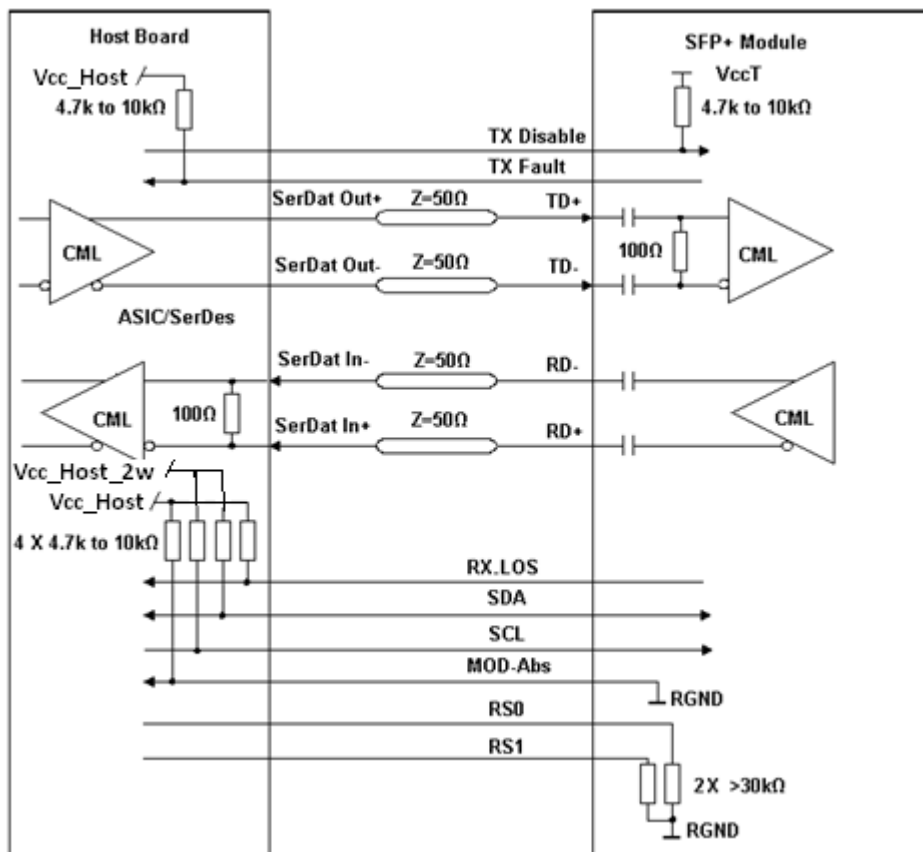 Host Board
SFP+ Module
Vcc_Host
VccT
4.7k to 10kΩ
4.7k to 10kΩ
TX Disable
TX Fault
SerDat Out+
Z=50Ω
TD+
CML
100Ω
CML
SerDat Out-
Z=50Ω
TD-
ASIC/SerDes
SerDat In-
Z=50Ω
RD-
CML
100Ω
Z=50Ω
CML
SerDat In+
RD+
Vcc_Host_2w
Vcc_Host
4 X 4.7k to 10kΩ
RX.LOS
SDA
SCL
MOD-Abs
RGND
RS0
RS1
2X >30kΩ
RGND